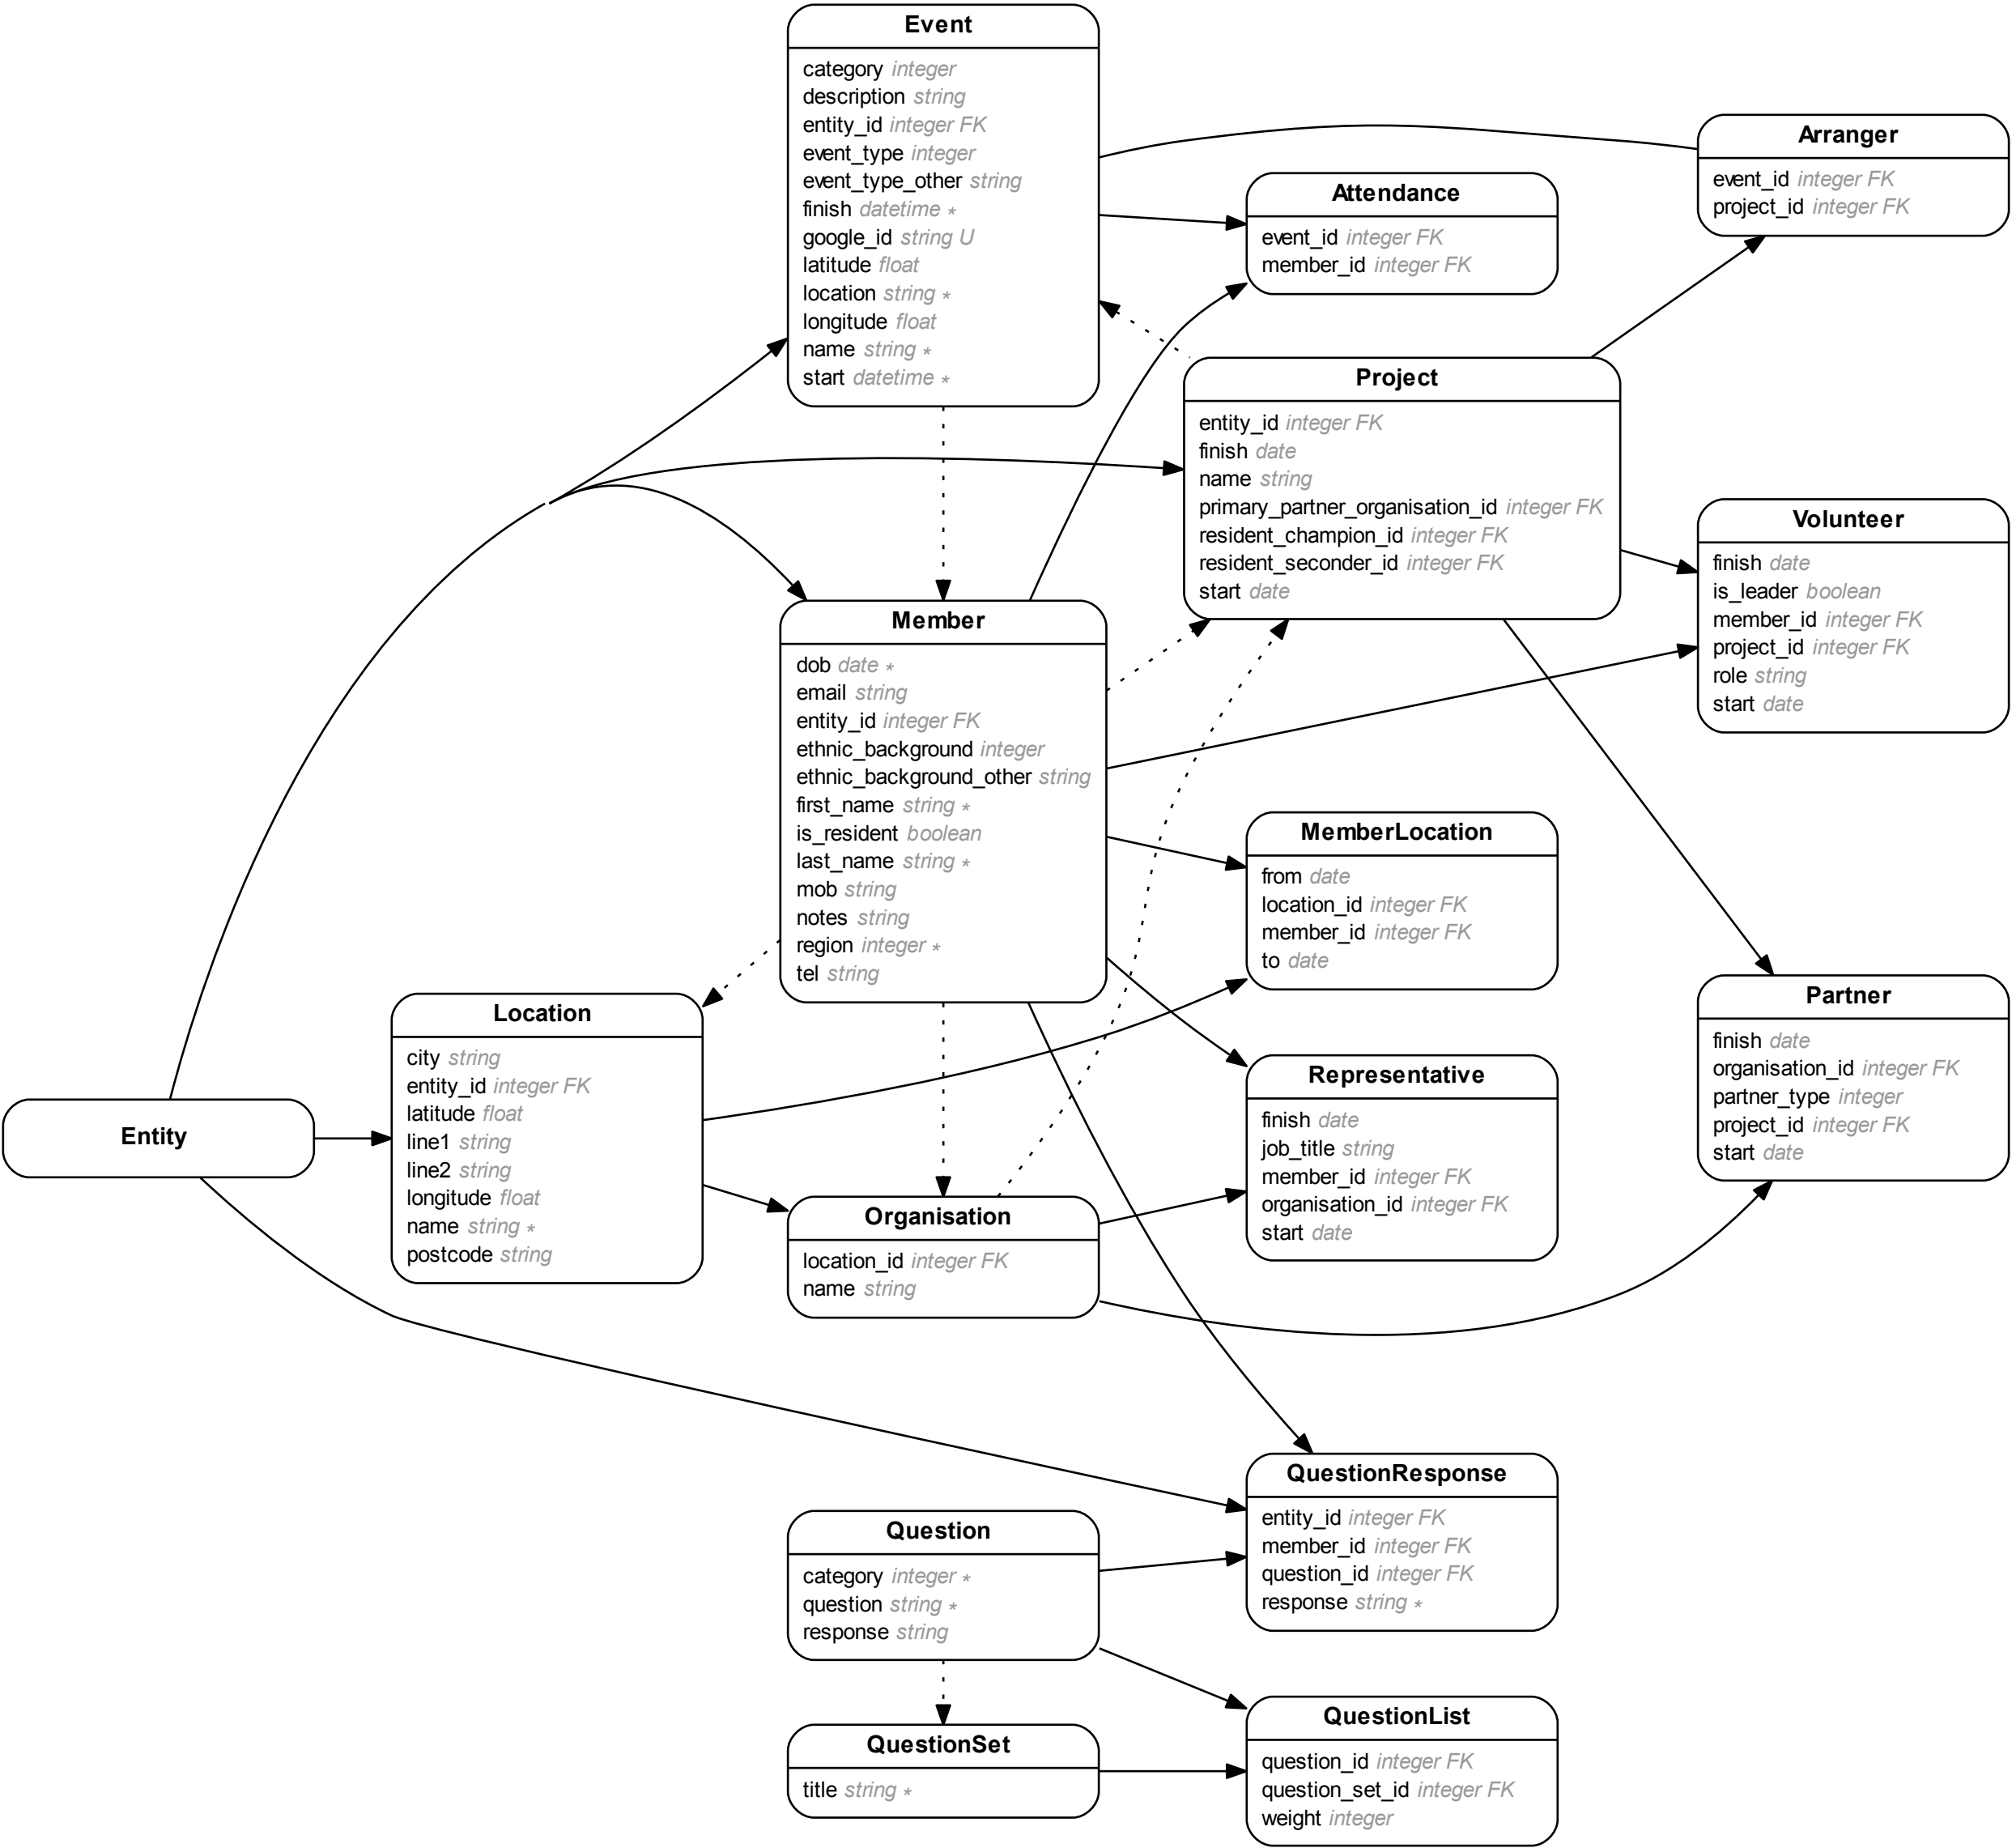 Event
category integer
description string
entity_id integer FK
event_type integer
event_type_other string
finish datetime *
google_id string U
latitude float
location string *
longitude float
name string *
start datetime *
Arranger
event_id integer FK
project_id integer FK
Attendance
event_id integer FK
member_id integer FK
Project
entity_id integer FK
finish date
name string
primary_partner_organisation_id integer FK
resident_champion_id integer FK
resident_seconder_id integer FK
start date
Volunteer
finish date
is_leader boolean
member_id integer FK
project_id integer FK
role string
start date
Member
dob date *
email string
entity_id integer FK
ethnic_background integer
ethnic_background_other string
first_name string *
is_resident boolean
last_name string *
mob string
notes string
region integer *
tel string
MemberLocation
from date
location_id integer FK
member_id integer FK
to date
Partner
finish date
organisation_id integer FK
partner_type integer
project_id integer FK
start date
Location
city string
entity_id integer FK
latitude float
line1 string
line2 string
longitude float
name string *
postcode string
Entity
Representative
finish date
job_title string
member_id integer FK
organisation_id integer FK
start date
Organisation
location_id integer FK
name string
QuestionResponse
entity_id integer FK
member_id integer FK
question_id integer FK
response string *
Question
category integer *
question string *
response string
QuestionList
question_id integer FK
question_set_id integer FK
weight integer
QuestionSet
title string *